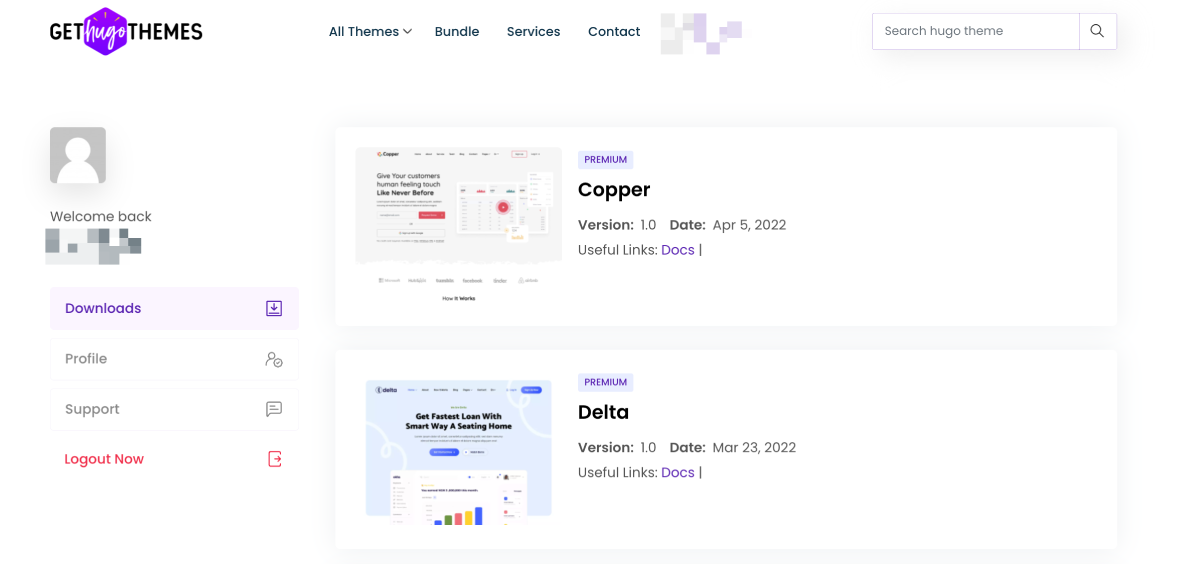 GET hugo THEMES
All Themes Bundle Services Contact
Search hugo theme
Welcome back
Downloads
Profile
Support
Logout Now
Copper
Give Your customers
human feeling touch
Like Never Before
How It Works
PREMIUM
Copper
Version: 1.0 Date: Apr 5, 2022
Useful Links: Docs |
delta
Get Fastest Loan With
Smart Way A Seating Home
PREMIUM
Delta
Version: 1.0 Date: Mar 23, 2022
Useful Links: Docs |